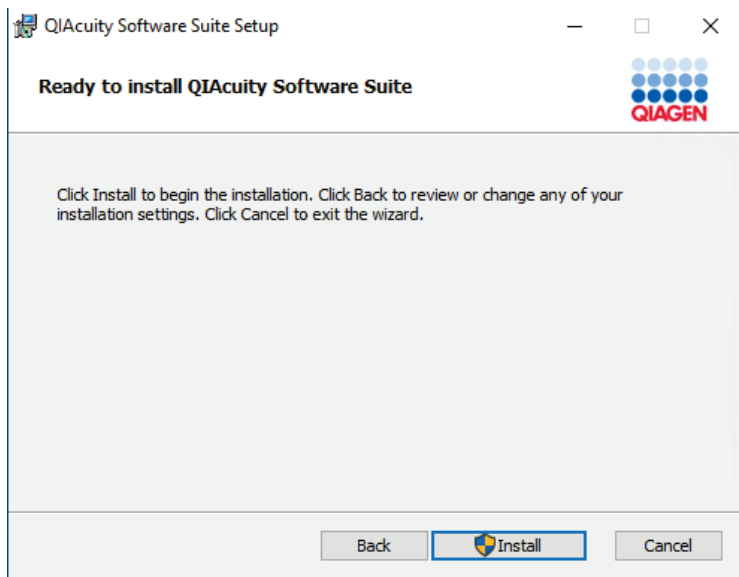 QIAcuity Software Suite Setup
Ready to install QIAcuity Software Suite
QIAGEN
Click Install to begin the installation. Click Back to review or change any of your
installation settings. Click Cancel to exit the wizard.
Back
Install
Cancel